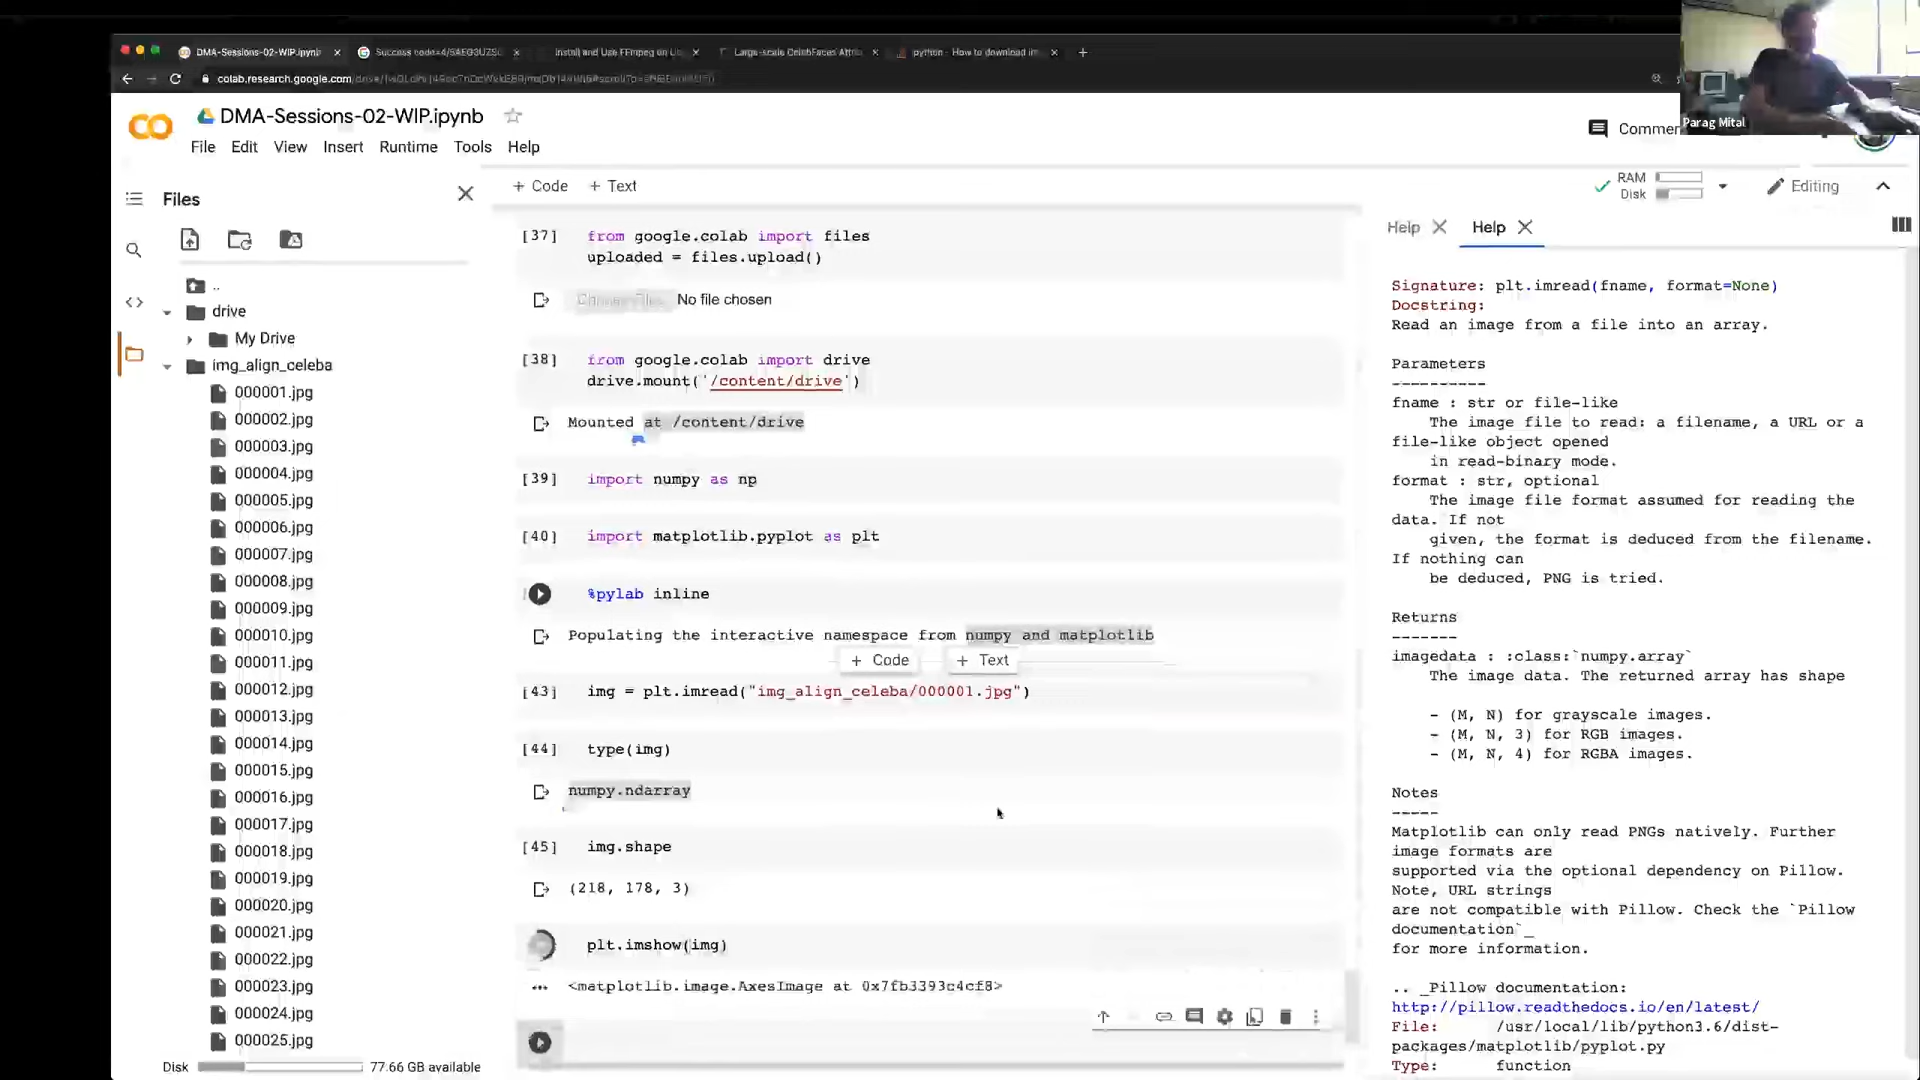 DMA-Sessions-02-WIP.ipynb
Install and Use FFmpeg on
python - How to download
colab.research.google.com
Parag Mital
DMA-Sessions-02-WIP.ipynb
File Edit View Insert Runtime Tools Help
+ Code + Text
RAM
Disk
Editing
Files
..
drive
My Drive
img_align_celeba
000001.jpg
000002.jpg
000003.jpg
000004.jpg
000005.jpg
000006.jpg
000007.jpg
000008.jpg
000009.jpg
000010.jpg
000011.jpg
000012.jpg
000013.jpg
000014.jpg
000015.jpg
000016.jpg
000017.jpg
000018.jpg
000019.jpg
000020.jpg
000021.jpg
000022.jpg
000023.jpg
000024.jpg
000025.jpg
Disk 77.66 GB available
[37] from google.colab import files
uploaded = files.upload()
No file chosen
[38] from google.colab import drive
drive.mount('/content/drive')
Mounted at /content/drive
[39] import numpy as np
[40] import matplotlib.pyplot as plt
%pylab inline
Populating the interactive namespace from numpy and matplotlib
+ Code + Text
[43] img = plt.imread("img_align_celeba/000001.jpg")
[44] type(img)
numpy.ndarray
[45] img.shape
(218, 178, 3)
plt.imshow(img)
<matplotlib.image.AxesImage at 0x7fb3393c4cf8>
Help Help
Signature: plt.imread(fname, format=None)
Docstring:
Read an image from a file into an array.
Parameters
----------
fname : str or file-like
The image file to read: a filename, a URL or a
file-like object opened
in read-binary mode.
format : str, optional
The image file format assumed for reading the
data. If not
given, the format is deduced from the filename.
If nothing can
be deduced, PNG is tried.
Returns
-------
imagedata : :class:`numpy.array`
The image data. The returned array has shape
- (M, N) for grayscale images.
- (M, N, 3) for RGB images.
- (M, N, 4) for RGBA images.
Notes
-----
Matplotlib can only read PNGs natively. Further
image formats are
supported via the optional dependency on Pillow.
Note, URL strings
are not compatible with Pillow. Check the `Pillow
documentation`_
for more information.
.. _Pillow documentation:
http://pillow.readthedocs.io/en/latest/
File: /usr/local/lib/python3.6/dist-
packages/matplotlib/pyplot.py
Type: function